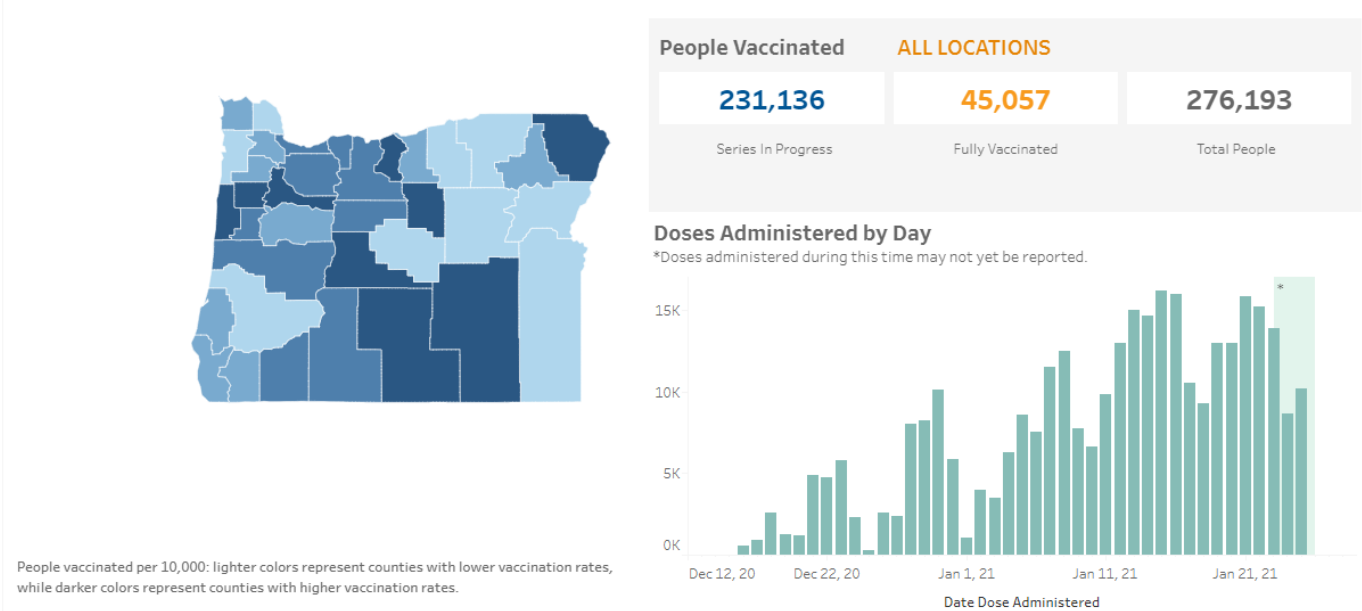 People Vaccinated ALL LOCATIONS
231,136 45,057 276,193
Series In Progress Fully Vaccinated Total People
Doses Administered by Day
*Doses administered during this time may not yet be reported.
*
15K
10K
5K
0K
Dec 12, 20 Dec 22, 20 Jan 1, 21 Jan 11, 21 Jan 21, 21
Date Dose Administered
People vaccinated per 10,000: lighter colors represent counties with lower vaccination rates,
while darker colors represent counties with higher vaccination rates.